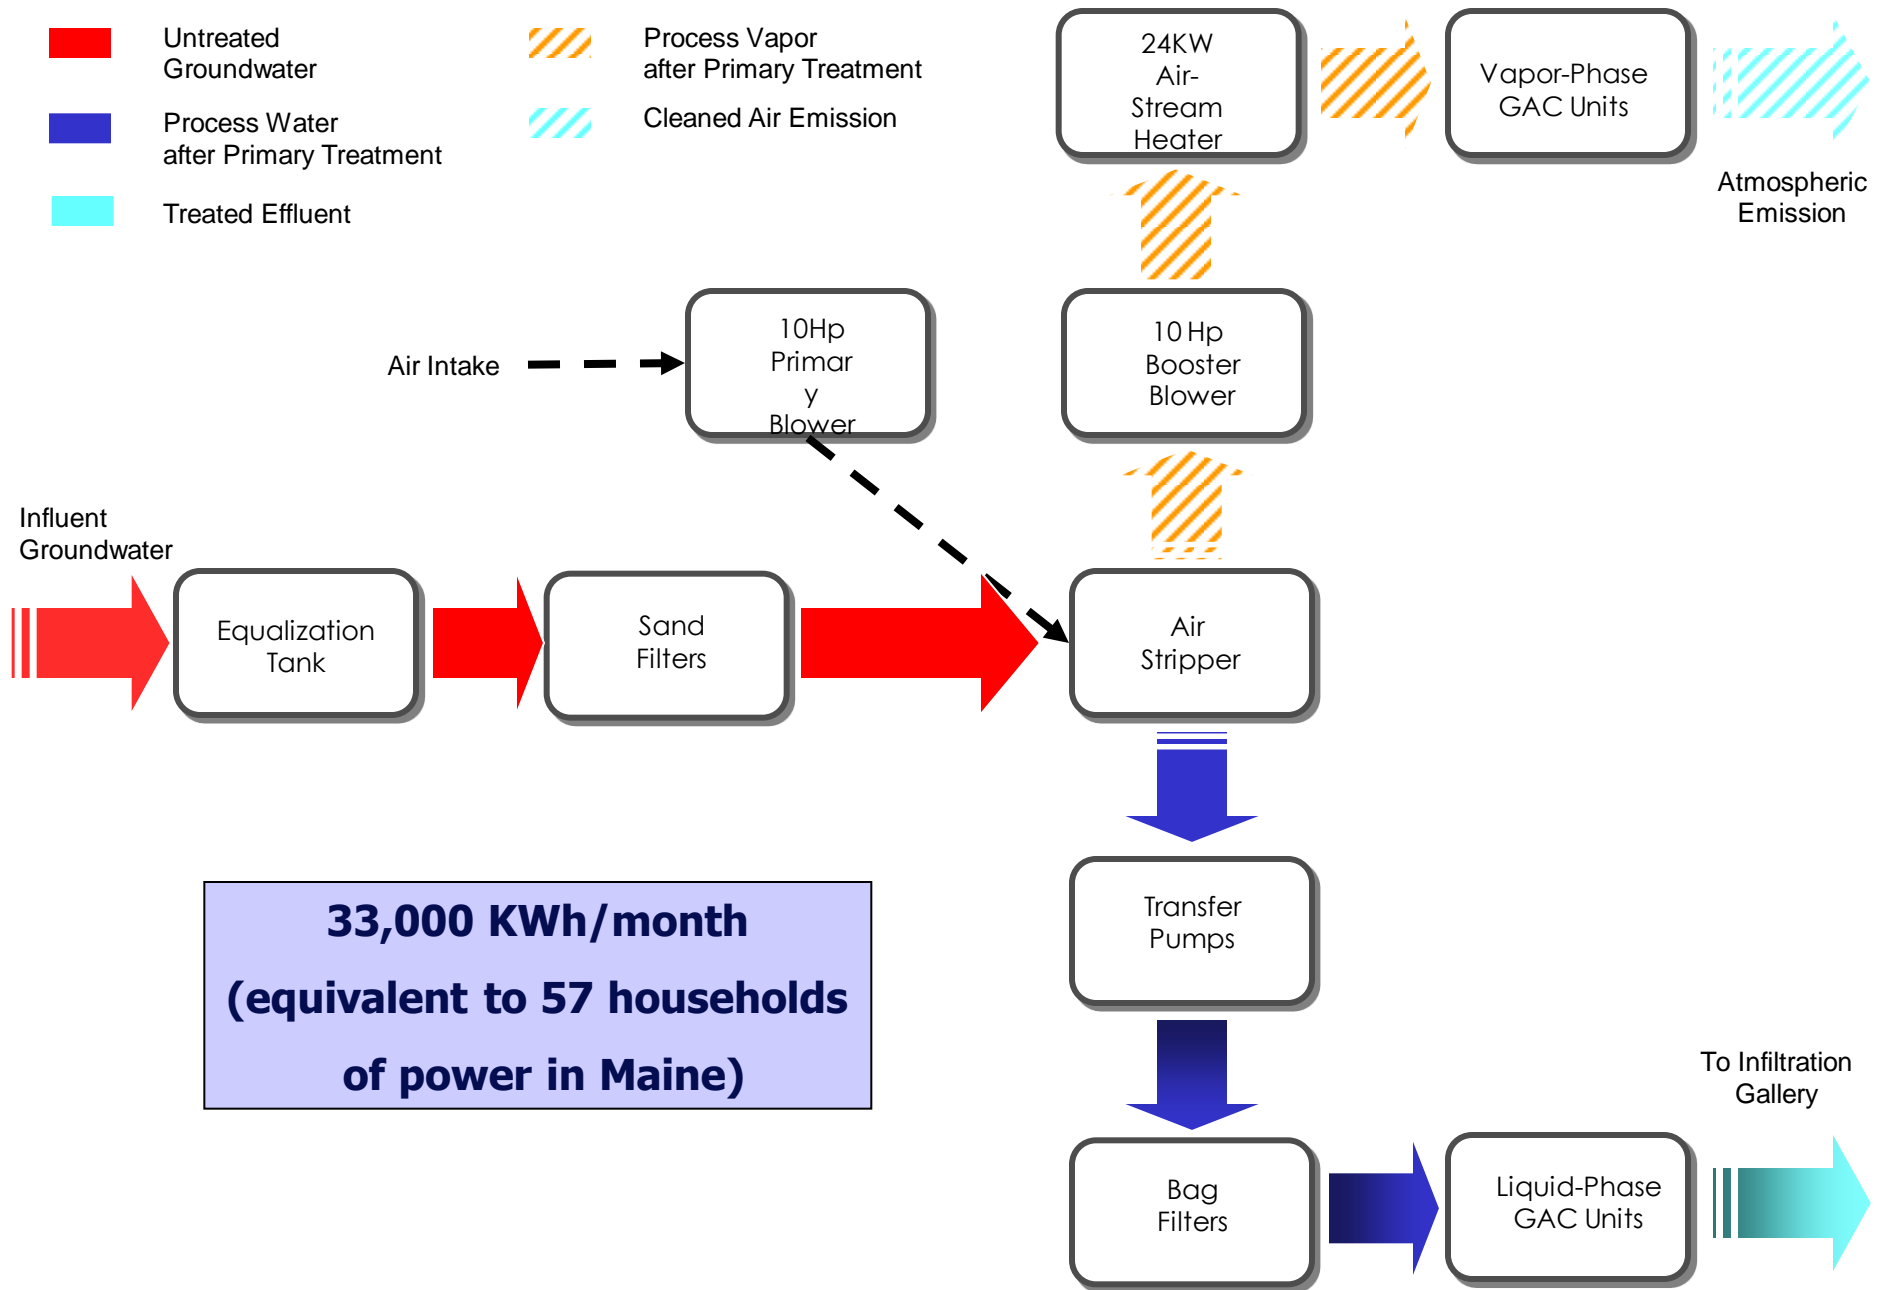 Untreated
Groundwater
Process Water
after Primary Treatment
Treated Effluent
Process Vapor
after Primary Treatment
Cleaned Air Emission
24KW
Air-
Stream
Heater
Vapor-Phase
GAC Units
Atmospheric
Emission
Air Intake
10Hp
Primar
y
Blower
10 Hp
Booster
Blower
Influent
Groundwater
Equalization
Tank
Sand
Filters
Air
Stripper
33,000 KWh/month
(equivalent to 57 households
of power in Maine)
Transfer
Pumps
Bag
Filters
Liquid-Phase
GAC Units
To Infiltration
Gallery